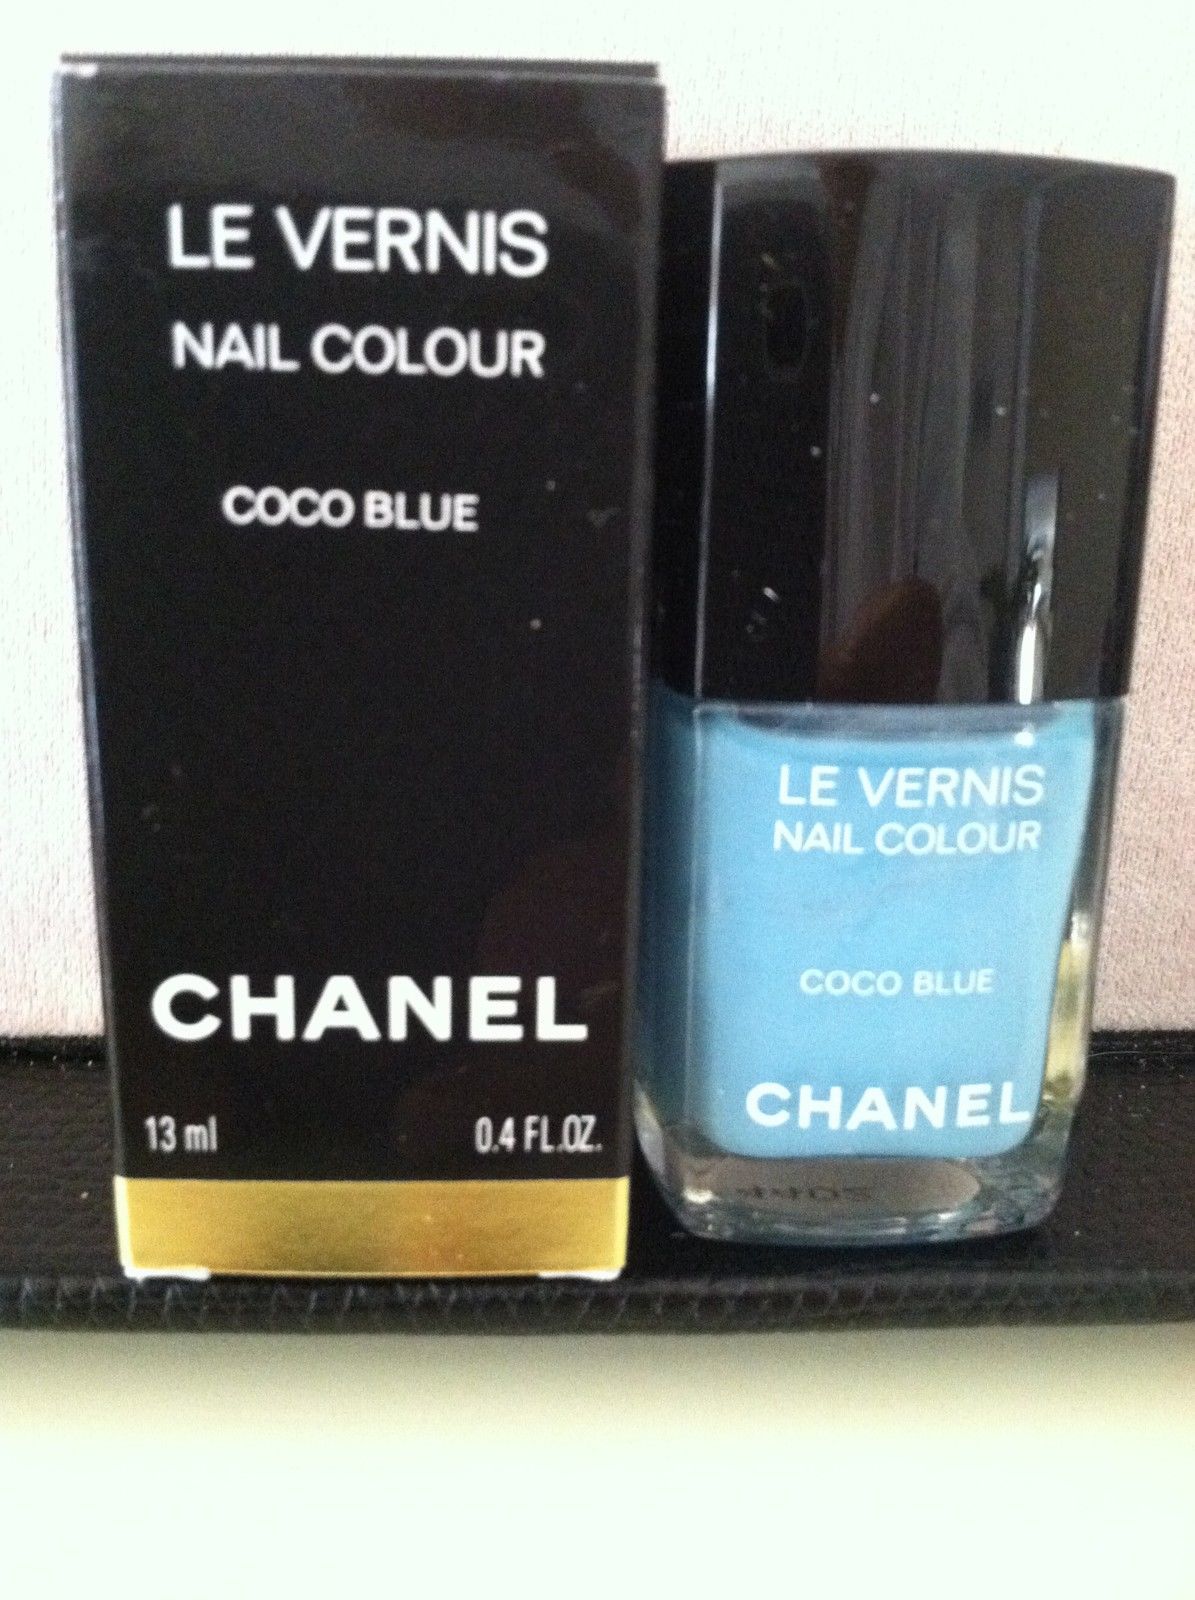 LE VERNIS
NAIL COLOUR
COCO BLUE
CHANEL
13 ml 0.4 FL.OZ.
LE VERNIS
NAIL COLOUR
COCO BLUE
CHANEL